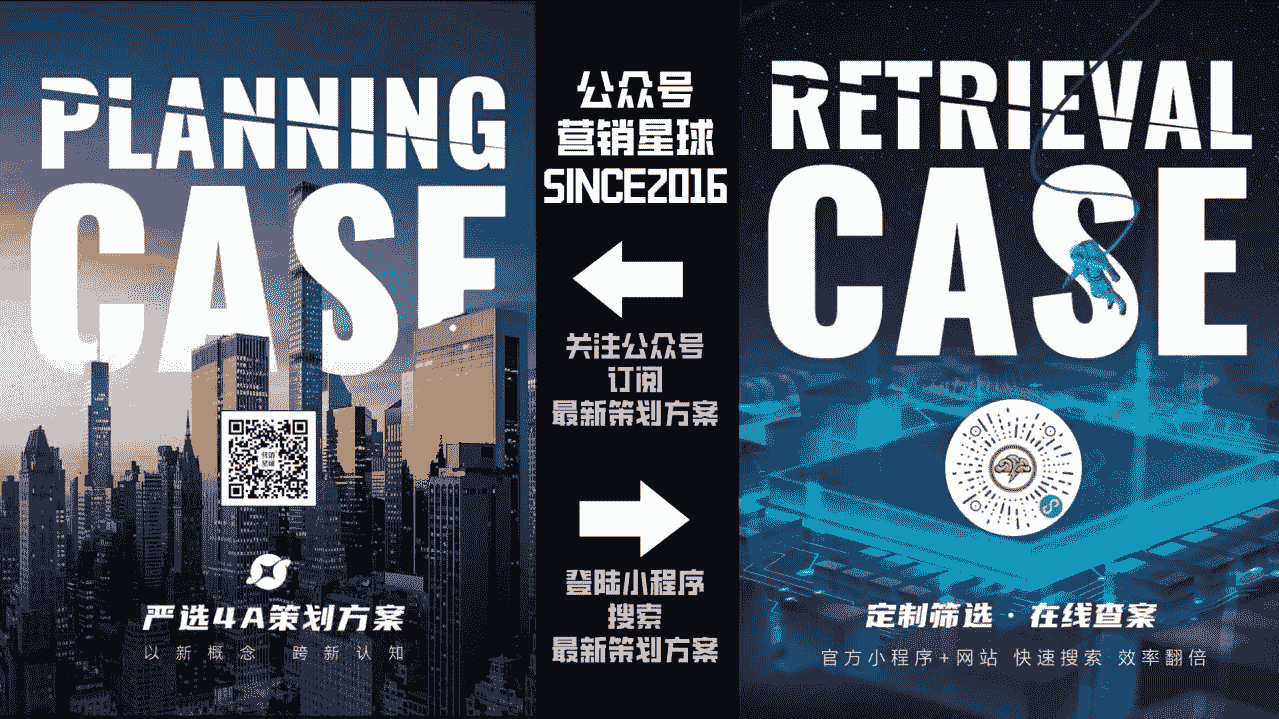 PLANNING
CASE
营销
星球
严选4A策划方案
以新概念 跨新认知
公众号
营销星球
SINCE2016
关注公众号
订阅
最新策划方案
登陆小程序
搜索
最新策划方案
RETRIEVAL
CASE
定制筛选·在线查案
官方小程序+网站 快速搜索 效率翻倍